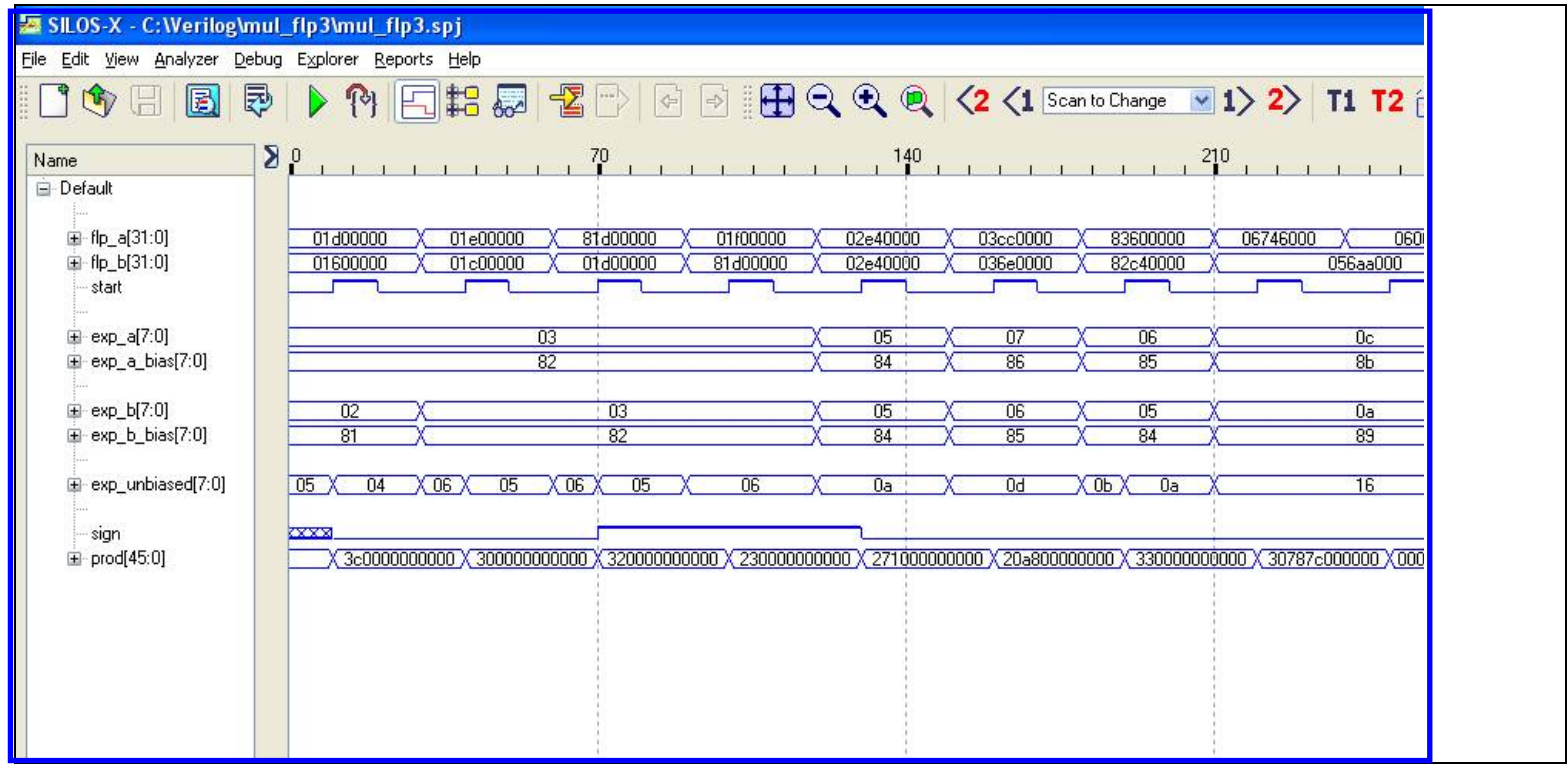 SILOS-X - C:\Verilog\mul_flp3\mul_flp3.spj
File Edit View Analyzer Debug Explorer Reports Help
<2 <1 Scan to Change 1> 2> T1 T2
Name 0 70 140 210
Default
flp_a[31:0] 01d00000 01e00000 81d00000 01f00000 02e40000 03cc0000 83600000 06746000 060
flp_b[31:0] 01600000 01c00000 01d00000 81d00000 02e40000 036e0000 82c40000 056aa000
start
exp_a[7:0] 03 05 07 06 0c
exp_a_bias[7:0] 82 84 86 85 8b
exp_b[7:0] 02 03 05 06 05 0a
exp_b_bias[7:0] 81 82 84 85 84 89
exp_unbiased[7:0] 05 04 06 05 06 05 06 0a 0d 0b 0a 16
sign
prod[45:0] 3c0000000000 300000000000 320000000000 230000000000 271000000000 20a800000000 330000000000 30787c000000 000